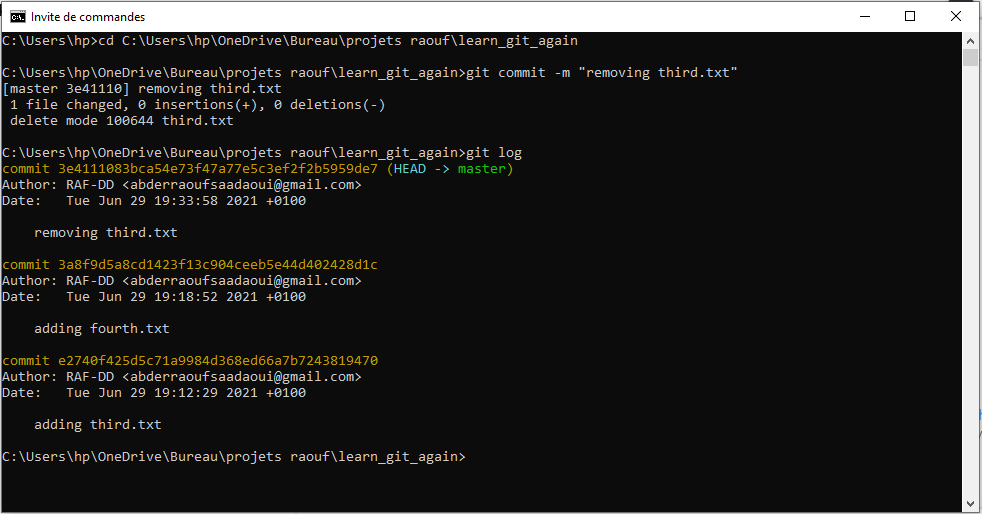 Invite de commandes
C:\Users\hp>cd C:\Users\hp\OneDrive\Bureau\projets raouf\learn_git_again
C:\Users\hp\OneDrive\Bureau\projets raouf\learn_git_again>git commit -m "removing third.txt"
[master 3e41110] removing third.txt
 1 file changed, 0 insertions(+), 0 deletions(-)
 delete mode 100644 third.txt
C:\Users\hp\OneDrive\Bureau\projets raouf\learn_git_again>git log
commit 3e4111083bca54e73f47a77e5c3ef2f2b5959de7 (HEAD -> master)
Author: RAF-DD <abderraoufsaadaoui@gmail.com>
Date:   Tue Jun 29 19:33:58 2021 +0100
    removing third.txt
commit 3a8f9d5a8cd1423f13c904ceeb5e44d402428d1c
Author: RAF-DD <abderraoufsaadaoui@gmail.com>
Date:   Tue Jun 29 19:18:52 2021 +0100
    adding fourth.txt
commit e2740f425d5c71a9984d368ed66a7b7243819470
Author: RAF-DD <abderraoufsaadaoui@gmail.com>
Date:   Tue Jun 29 19:12:29 2021 +0100
    adding third.txt
C:\Users\hp\OneDrive\Bureau\projets raouf\learn_git_again>